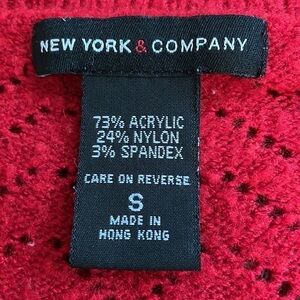 NEW YORK & COMPANY
73% ACRYLIC
24% NYLON
3% SPANDEX
CARE ON REVERSE
S
MADE IN
HONG KONG